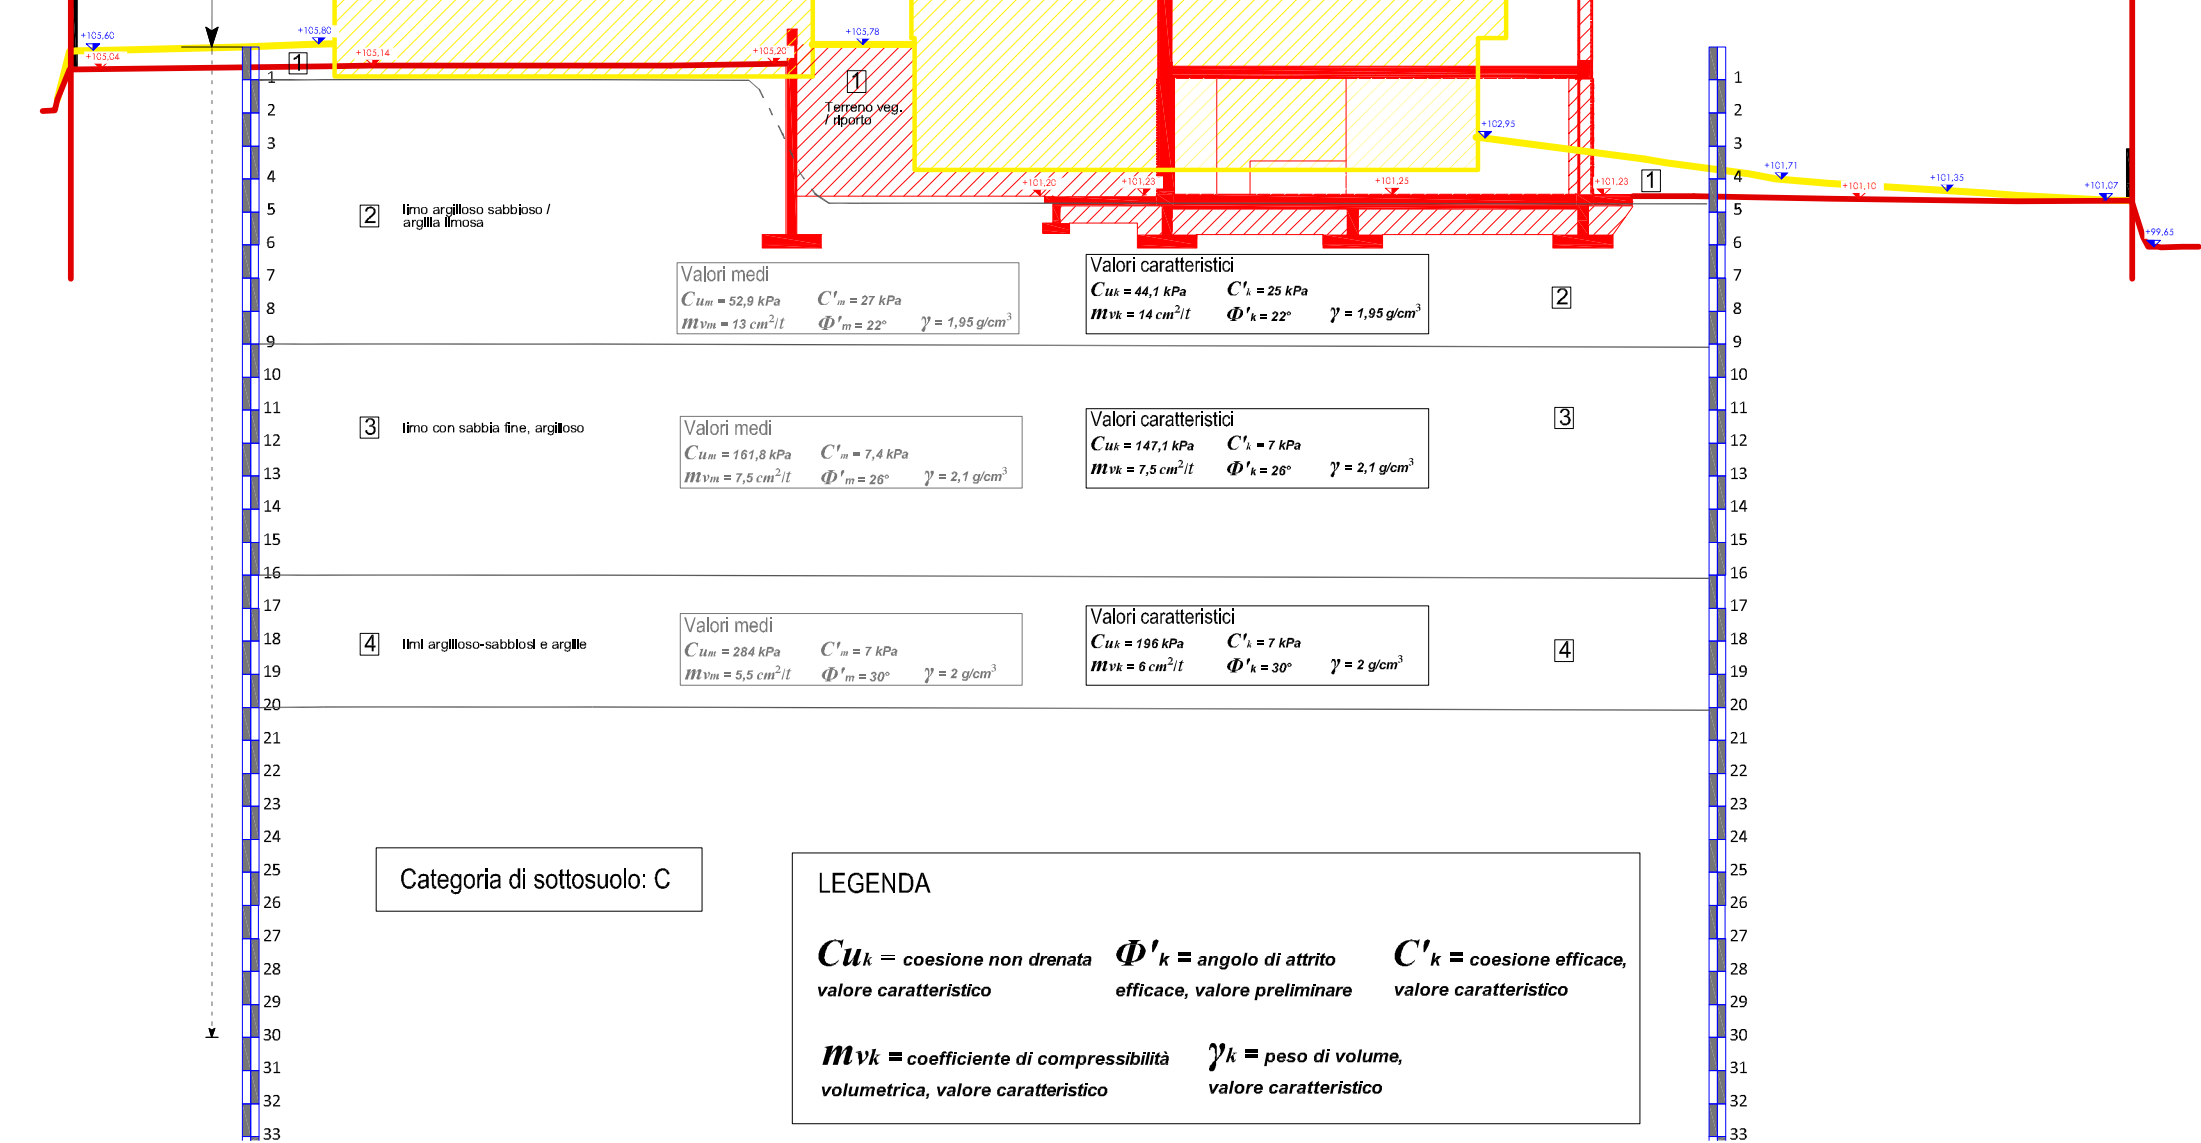 +105,60
+105,80
+105,78
+105,04
1
+105,14
+105,20
1
Terreno veg.
/ riporto
+102,95
+101,71
+101,35
+101,07
+101,20
+101,23
+101,25
+101,23
1
+101,10
+99,65
2
limo argilloso sabbioso /
argilla limosa
Valori medi
Cum = 52,9 kPa C'm = 27 kPa
mvm = 13 cm²/t Φ'm = 22° γ = 1,95 g/cm³
Valori caratteristici
Cuk = 44,1 kPa C'k = 25 kPa
mvk = 14 cm²/t Φ'k = 22° γ = 1,95 g/cm³
2
3
limo con sabbia fine, argilloso
Valori medi
Cum = 161,8 kPa C'm = 7,4 kPa
mvm = 7,5 cm²/t Φ'm = 26° γ = 2,1 g/cm³
Valori caratteristici
Cuk = 147,1 kPa C'k = 7 kPa
mvk = 7,5 cm²/t Φ'k = 26° γ = 2,1 g/cm³
3
4
limi argilloso-sabbiosi e argille
Valori medi
Cum = 284 kPa C'm = 7 kPa
mvm = 5,5 cm²/t Φ'm = 30° γ = 2 g/cm³
Valori caratteristici
Cuk = 196 kPa C'k = 7 kPa
mvk = 6 cm²/t Φ'k = 30° γ = 2 g/cm³
4
1
2
3
4
5
6
7
8
9
10
11
12
13
14
15
16
17
18
19
20
21
22
23
24
25
26
27
28
29
30
31
32
33
1
2
3
4
5
6
7
8
9
10
11
12
13
14
15
16
17
18
19
20
21
22
23
24
25
26
27
28
29
30
31
32
33
Categoria di sottosuolo: C
LEGENDA
Cuk = coesione non drenata
valore caratteristico
Φ'k = angolo di attrito
efficace, valore preliminare
C'k = coesione efficace,
valore caratteristico
mvk = coefficiente di compressibilità
volumetrica, valore caratteristico
γk = peso di volume,
valore caratteristico